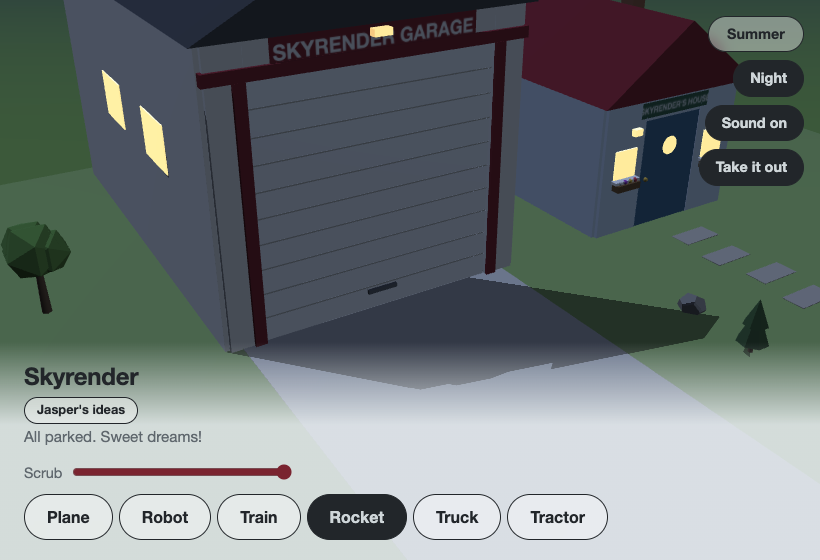 SKYRENDER GARAGE
SKYRENDER'S HOUSE
Summer
Night
Sound on
Take it out
Skyrender
Jasper's ideas
All parked. Sweet dreams!
Scrub
Plane
Robot
Train
Rocket
Truck
Tractor